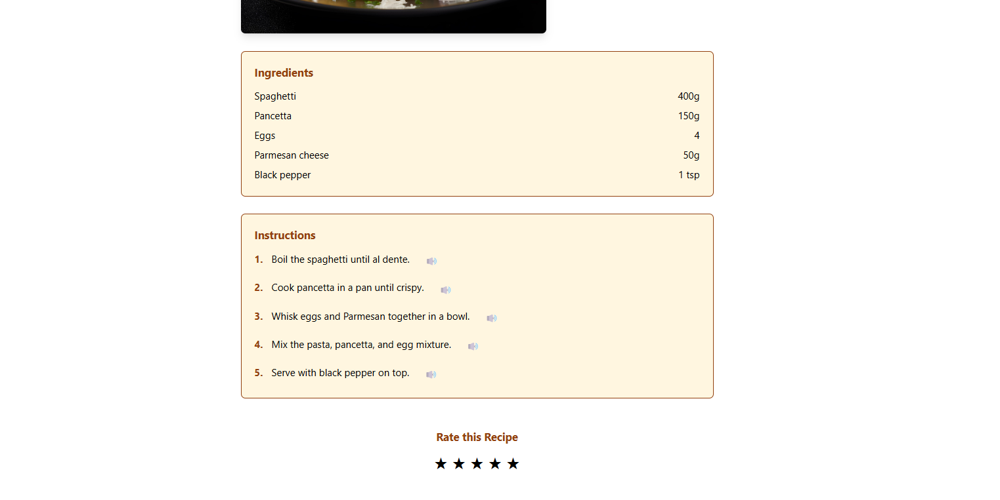 Ingredients
Spaghetti 400g
Pancetta 150g
Eggs 4
Parmesan cheese 50g
Black pepper 1 tsp
Instructions
1. Boil the spaghetti until al dente.
2. Cook pancetta in a pan until crispy.
3. Whisk eggs and Parmesan together in a bowl.
4. Mix the pasta, pancetta, and egg mixture.
5. Serve with black pepper on top.
Rate this Recipe
★ ★ ★ ★ ★